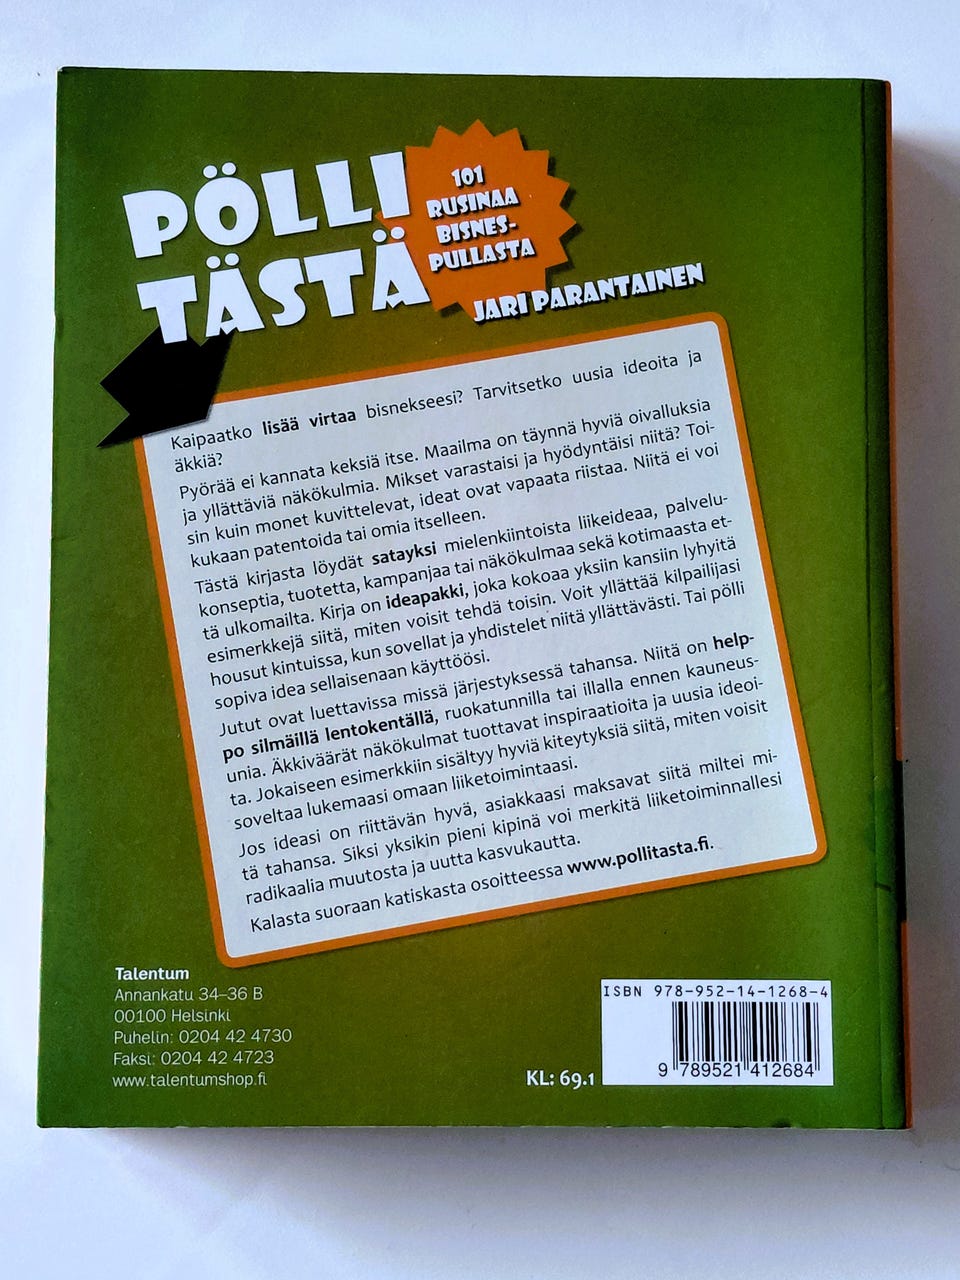 PÖLLI
TÄSTÄ
101
RUSINAA
BISNES-
PULLASTA
JARI PARANTAINEN
Kaipaatko lisää virtaa bisnekseesi? Tarvitsetko uusia ideoita ja
äkkiä?
Pyörää ei kannata keksiä itse. Maailma on täynnä hyviä oivalluksia
ja yllättäviä näkökulmia. Mikset varastaisi ja hyödyntäisi niitä? Toi-
sin kuin monet kuvittelevat, ideat ovat vapaata riistaa. Niitä ei voi
kukaan patentoida tai omia itselleen.
Tästä kirjasta löydät satayksi mielenkiintoista liikeideaa, palvelu-
konseptia, tuotetta, kampanjaa tai näkökulmaa sekä kotimaasta et-
tä ulkomailta. Kirja on ideapakki, joka kokoaa yksiin kansiin lyhyitä
esimerkkejä siitä, miten voisit tehdä toisin. Voit yllättää kilpailijasi
housut kintuissa, kun sovellat ja yhdistelet niitä yllättävästi. Tai pölli
sopiva idea sellaisenaan käyttöösi.
Jutut ovat luettavissa missä järjestyksessä tahansa. Niitä on help-
po silmäillä lentokentällä, ruokatunnilla tai illalla ennen kauneus-
unia. Äkkiväärät näkökulmat tuottavat inspiraatioita ja uusia ideoi-
ta. Jokaiseen esimerkkiin sisältyy hyviä kiteytyksiä siitä, miten voisit
soveltaa lukemaasi omaan liiketoimintaasi.
Jos ideasi on riittävän hyvä, asiakkaasi maksavat siitä miltei mi-
tä tahansa. Siksi yksikin pieni kipinä voi merkitä liiketoiminnallesi
radikaalia muutosta ja uutta kasvukautta.
Kalasta suoraan katiskasta osoitteessa www.pollitasta.fi.
Talentum
Annankatu 34–36 B
00100 Helsinki
Puhelin: 0204 42 4730
Faksi: 0204 42 4723
www.talentumshop.fi
KL: 69.1
ISBN 978-952-14-1268-4
9 789521 412684